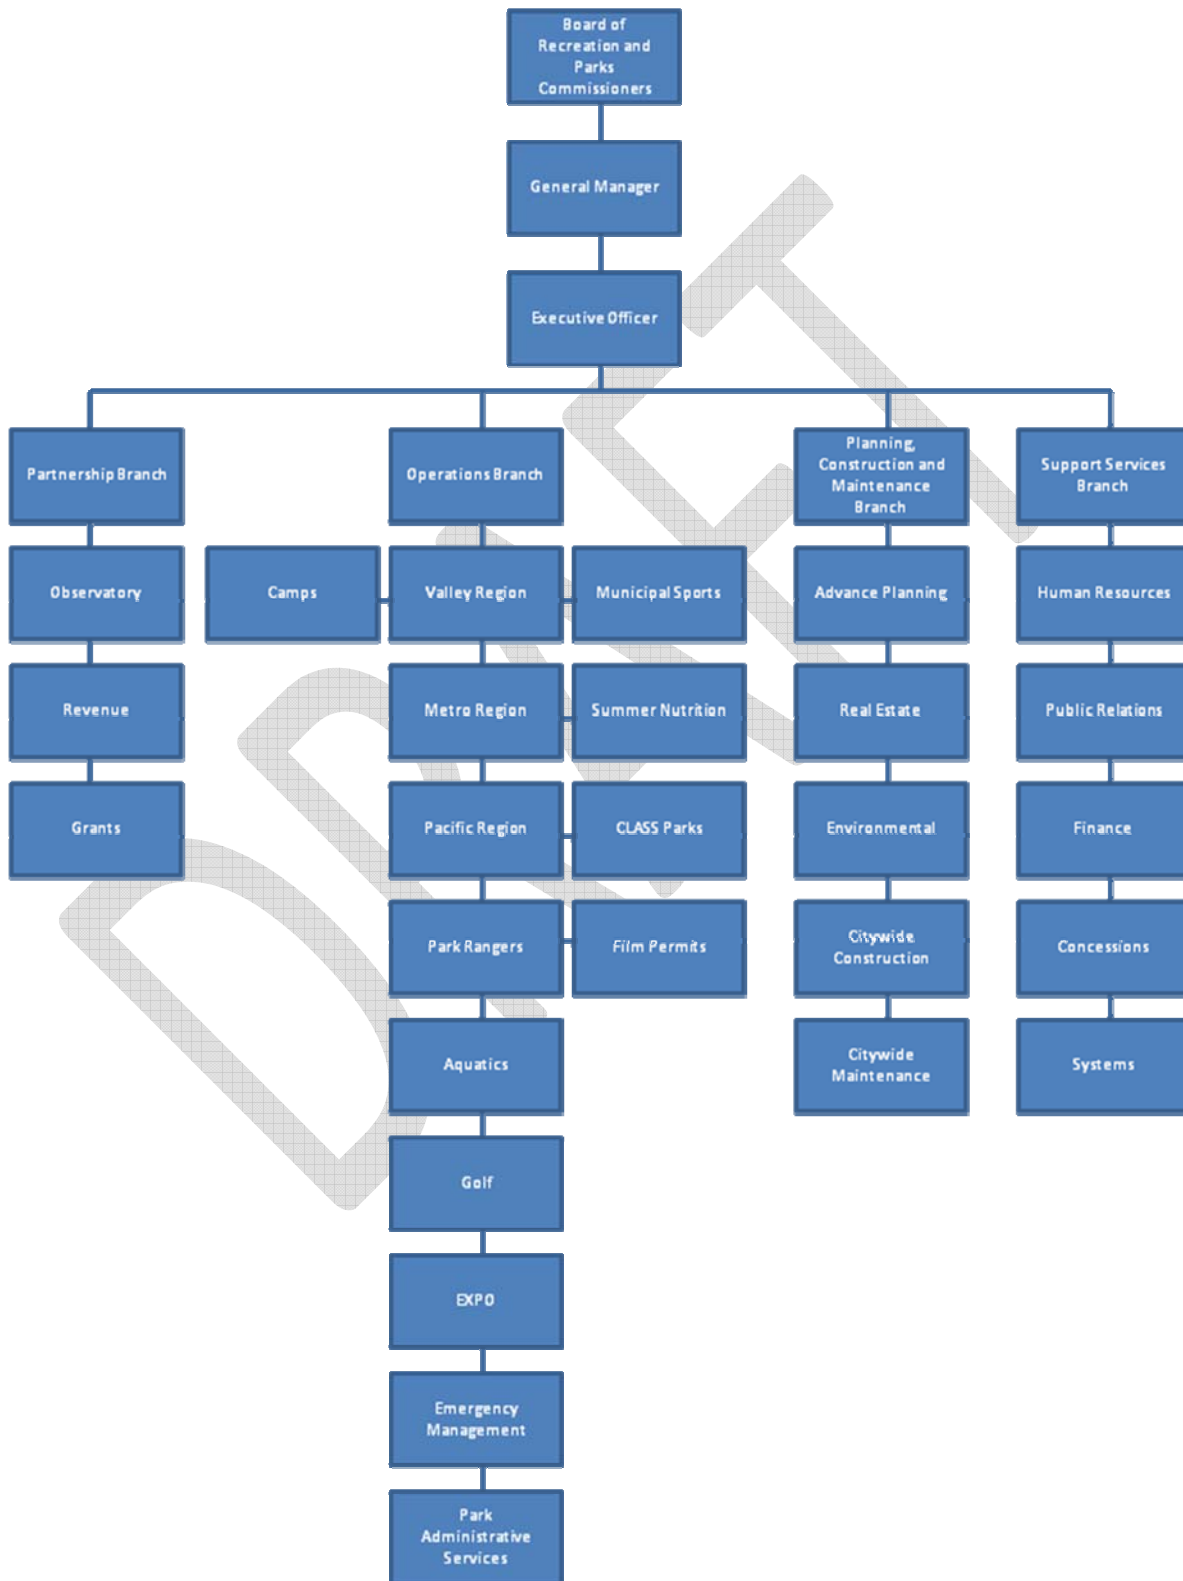 Board of
Recreation and
Parks
Commissioners
General Manager
Executive Officer
Partnership Branch
Operations Branch
Planning,
Construction and
Maintenance
Branch
Support Services
Branch
Observatory
Camps
Valley Region
Municipal Sports
Advance Planning
Human Resources
Revenue
Metro Region
Summer Nutrition
Real Estate
Public Relations
Grants
Pacific Region
CLASS Parks
Environmental
Finance
Park Rangers
Film Permits
Citywide
Construction
Concessions
Aquatics
Citywide
Maintenance
Systems
Golf
EXPO
Emergency
Management
Park
Administrative
Services
DRAFT